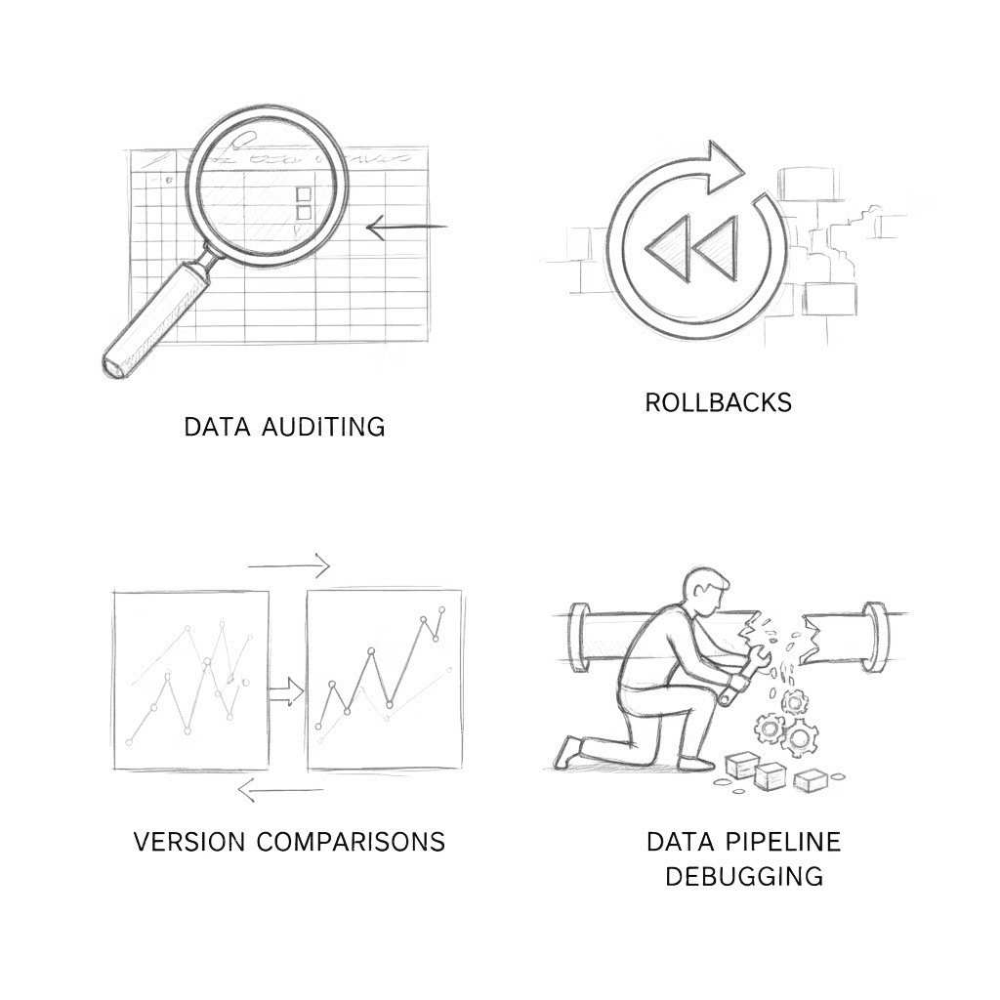 DATA AUDITING
ROLLBACKS
VERSION COMPARISONS
DATA PIPELINE
DEBUGGING